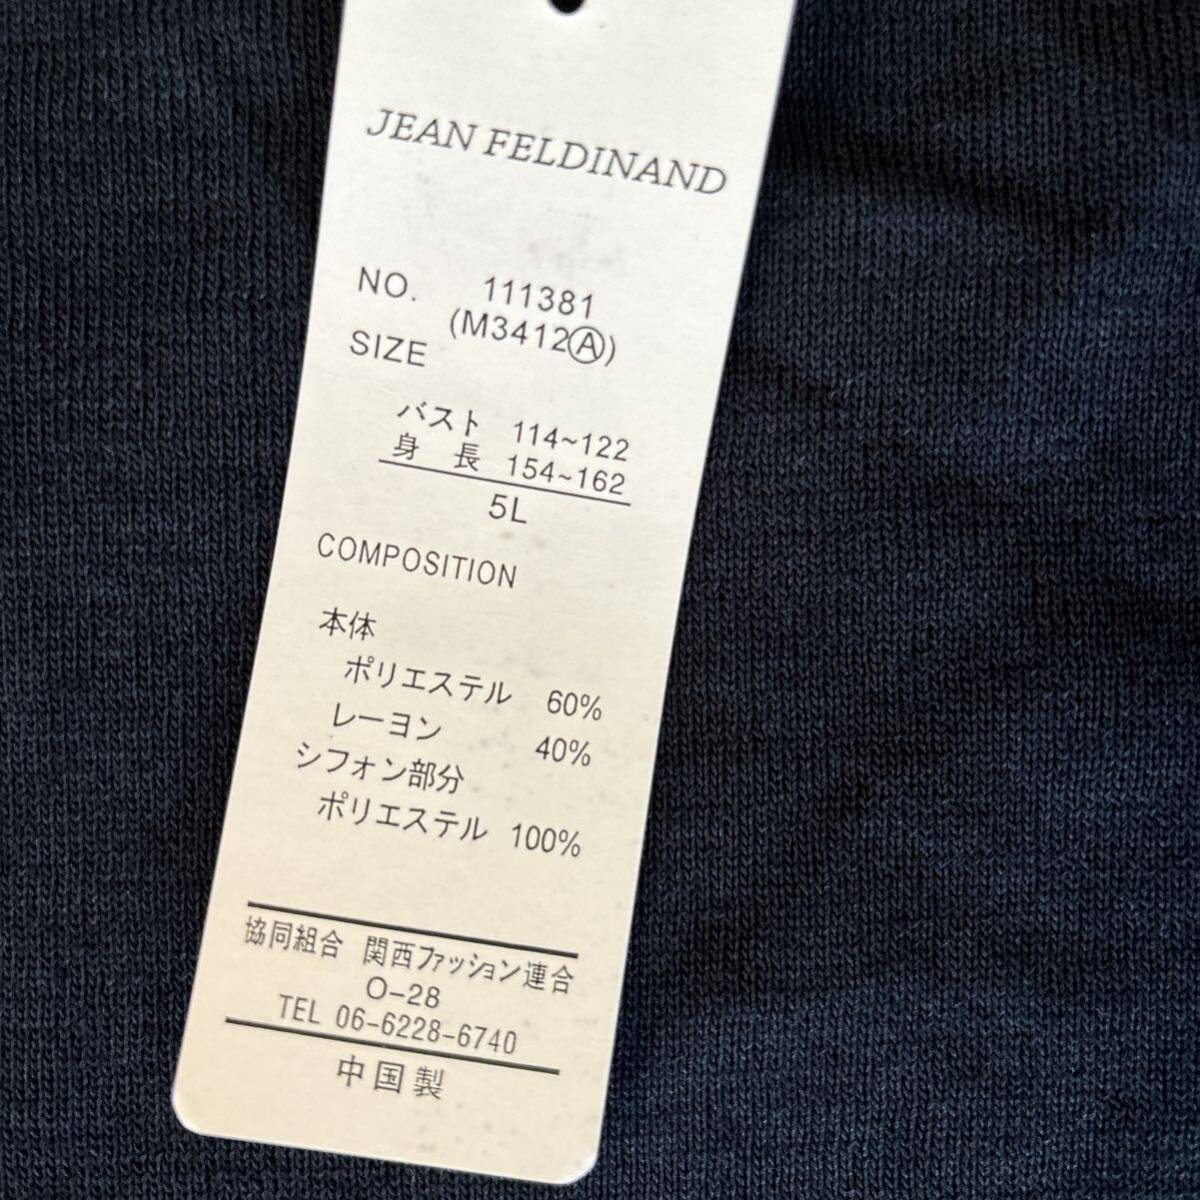 JEAN FELDINAND
NO. 111381
(M3412Ⓐ)
SIZE
バスト 114~122
身 長 154~162
5L
COMPOSITION
本体
ポリエステル 60%
レーヨン 40%
シフォン部分
ポリエステル 100%
協同組合 関西ファッション連合
O-28
TEL 06-6228-6740
中国製